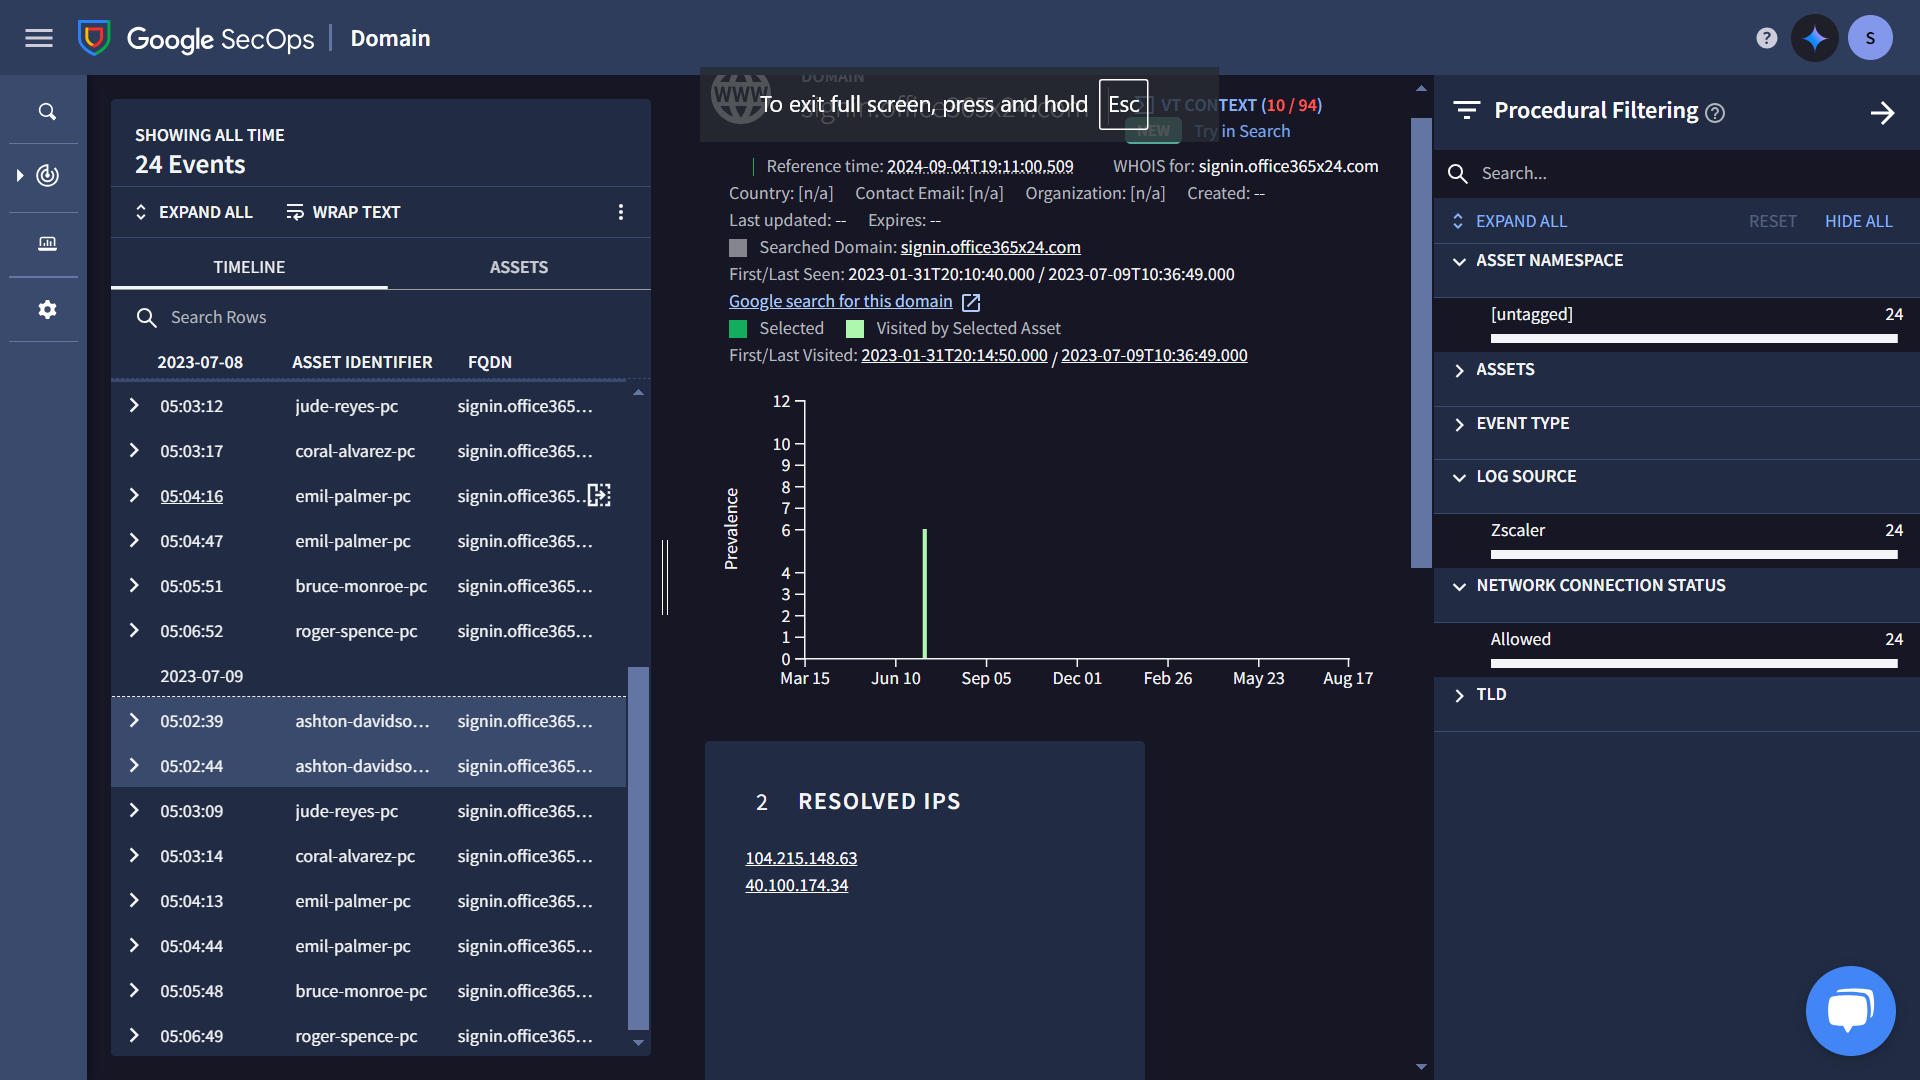 Google SecOps | Domain
?
S
SHOWING ALL TIME
24 Events
EXPAND ALL
WRAP TEXT
TIMELINE
ASSETS
Search Rows
2023-07-08 ASSET IDENTIFIER FQDN
05:03:12 jude-reyes-pc signin.office365...
05:03:17 coral-alvarez-pc signin.office365...
05:04:16 emil-palmer-pc signin.office365...
05:04:47 emil-palmer-pc signin.office365...
05:05:51 bruce-monroe-pc signin.office365...
05:06:52 roger-spence-pc signin.office365...
2023-07-09
05:02:39 ashton-davidso... signin.office365...
05:02:44 ashton-davidso... signin.office365...
05:03:09 jude-reyes-pc signin.office365...
05:03:14 coral-alvarez-pc signin.office365...
05:04:13 emil-palmer-pc signin.office365...
05:04:44 emil-palmer-pc signin.office365...
05:05:48 bruce-monroe-pc signin.office365...
05:06:49 roger-spence-pc signin.office365...
WWW
DOMAIN
signin.office365x24.com
To exit full screen, press and hold Esc
VT CONTEXT (10 / 94)
NEW Try in Search
Reference time: 2024-09-04T19:11:00.509 WHOIS for: signin.office365x24.com
Country: [n/a] Contact Email: [n/a] Organization: [n/a] Created: --
Last updated: -- Expires: --
Searched Domain: signin.office365x24.com
First/Last Seen: 2023-01-31T20:10:40.000 / 2023-07-09T10:36:49.000
Google search for this domain
Selected Visited by Selected Asset
First/Last Visited: 2023-01-31T20:14:50.000 / 2023-07-09T10:36:49.000
Prevalence
12
10
9
8
7
6
4
3
2
1
0
Mar 15 Jun 10 Sep 05 Dec 01 Feb 26 May 23 Aug 17
2 RESOLVED IPS
104.215.148.63
40.100.174.34
Procedural Filtering ?
Search...
EXPAND ALL RESET HIDE ALL
ASSET NAMESPACE
[untagged] 24
ASSETS
EVENT TYPE
LOG SOURCE
Zscaler 24
NETWORK CONNECTION STATUS
Allowed 24
TLD